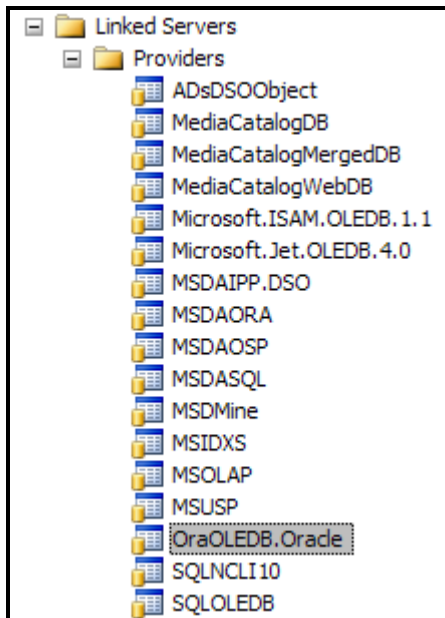 Linked Servers
Providers
ADsDSOObject
MediaCatalogDB
MediaCatalogMergedDB
MediaCatalogWebDB
Microsoft.ISAM.OLEDB.1.1
Microsoft.Jet.OLEDB.4.0
MSDAIPP.DSO
MSDAORA
MSDAOSP
MSDASQL
MSDMine
MSIDXS
MSOLAP
MSUSP
OraOLEDB.Oracle
SQLNCLI10
SQLOLEDB